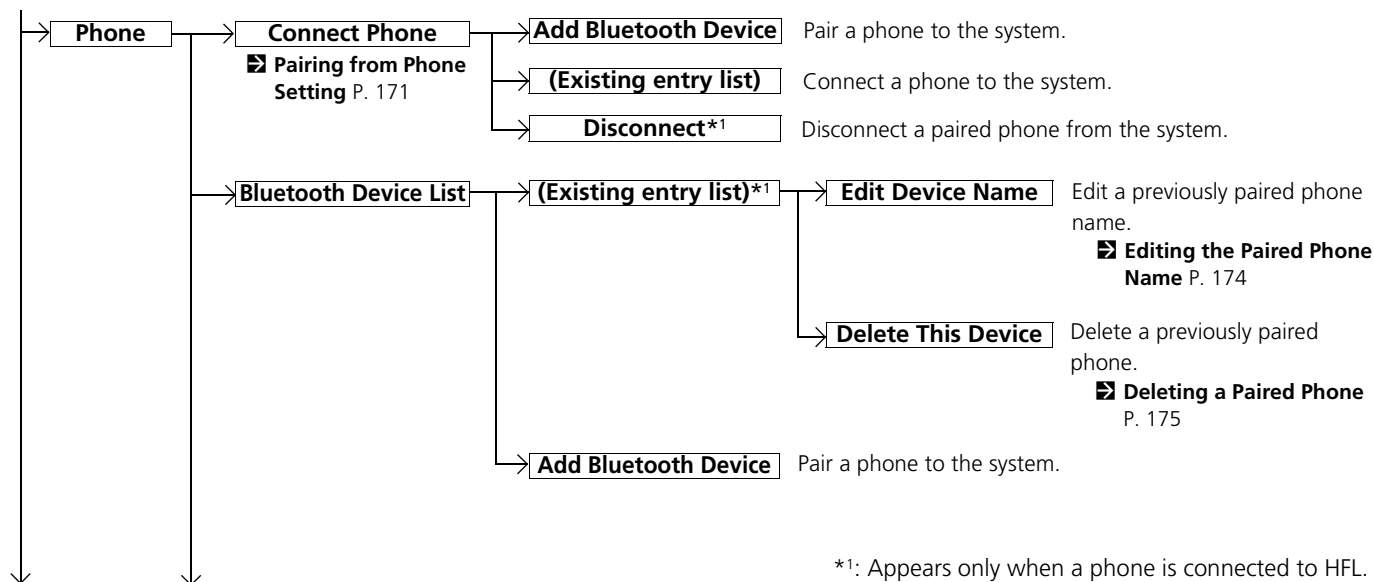 Phone
Connect Phone
Add Bluetooth Device
Pair a phone to the system.
Pairing from Phone
Setting P. 171
(Existing entry list)
Connect a phone to the system.
Disconnect*1
Disconnect a paired phone from the system.
Bluetooth Device List
(Existing entry list)*1
Edit Device Name
Edit a previously paired phone
name.
Editing the Paired Phone
Name P. 174
Delete This Device
Delete a previously paired
phone.
Deleting a Paired Phone
P. 175
Add Bluetooth Device
Pair a phone to the system.
*1: Appears only when a phone is connected to HFL.